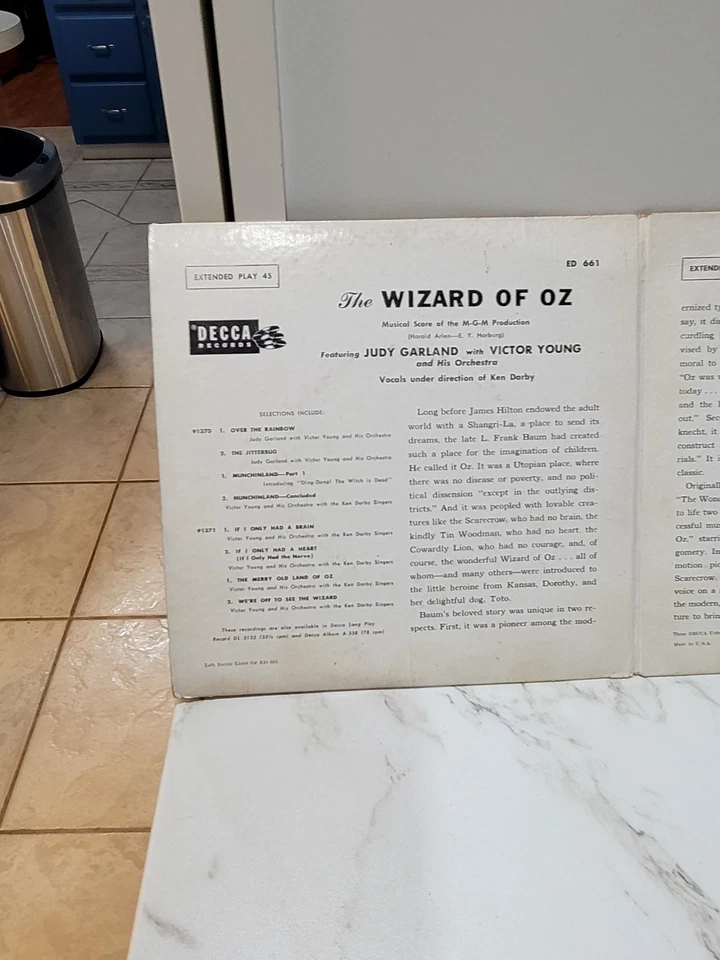 EXTENDED PLAY 45
ED 661
The WIZARD OF OZ
Musical Score of the M-G-M Production
(Harold Arlen—E. Y. Harburg)
Featuring JUDY GARLAND with VICTOR YOUNG
and His Orchestra
Vocals under direction of Ken Darby
®DECCA
RECORDS
SELECTIONS INCLUDE:
91270 1. OVER THE RAINBOW
Judy Garland with Victor Young and His Orchestra
2. THE JITTERBUG
Judy Garland with Victor Young and His Orchestra
1. MUNCHKINLAND—Part 1
Introducing "Ding-Dong! The Witch is Dead"
2. MUNCHKINLAND—Concluded
Victor Young and His Orchestra with the Ken Darby Singers
91271 1. IF I ONLY HAD A BRAIN
Victor Young and His Orchestra with the Ken Darby Singers
2. IF I ONLY HAD A HEART
(If I Only Had the Nerve)
Victor Young and His Orchestra with the Ken Darby Singers
1. THE MERRY OLD LAND OF OZ
Victor Young and His Orchestra with the Ken Darby Singers
2. WE'RE OFF TO SEE THE WIZARD
Victor Young and His Orchestra with the Ken Darby Singers
These recordings are also available in Decca Long Play
Record DL 5152 (33⅓ rpm) and Decca Album A-558 (78 rpm)
Left Inside Liner for ED-661
Long before James Hilton endowed the adult
world with a Shangri-La, a place to send its
dreams, the late L. Frank Baum had created
such a place for the imagination of children.
He called it Oz. It was a Utopian place, where
there was no disease or poverty, and no poli-
tical dissension "except in the outlying dis-
tricts." And it was peopled with lovable crea-
tures like the Scarecrow, who had no brain, the
kindly Tin Woodman, who had no heart, the
Cowardly Lion, who had no courage, and, of
course, the wonderful Wizard of Oz . . . all of
whom—and many others—were introduced to
the little heroine from Kansas, Dorothy, and
her delightful dog, Toto.
Baum's beloved story was unique in two re-
spects. First, it was a pioneer among the mod-
EXTENDE
ernized ty
say, it di
curdling
vised by
moral to
"Oz was
today . . .
and the
out." Sec
knecht, it
construct
rials." It i
classic.
Originall
"The Wond
to life two
cessful mu
Oz," starri
gomery. In
motion pic
Scarecrow,
voice on a
the modern,
ture to brin
These DECCA
Made in U.S.A.